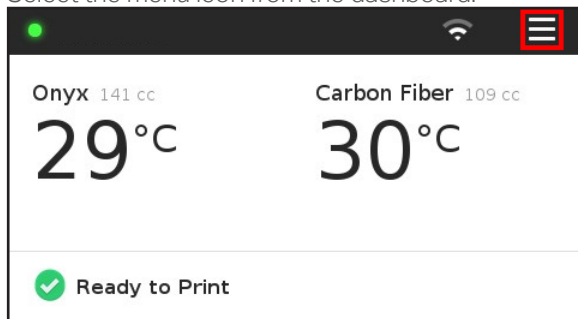 Select the menu icon from the dashboard.
Onyx 141 cc Carbon Fiber 109 cc
29°C 30°C
Ready to Print